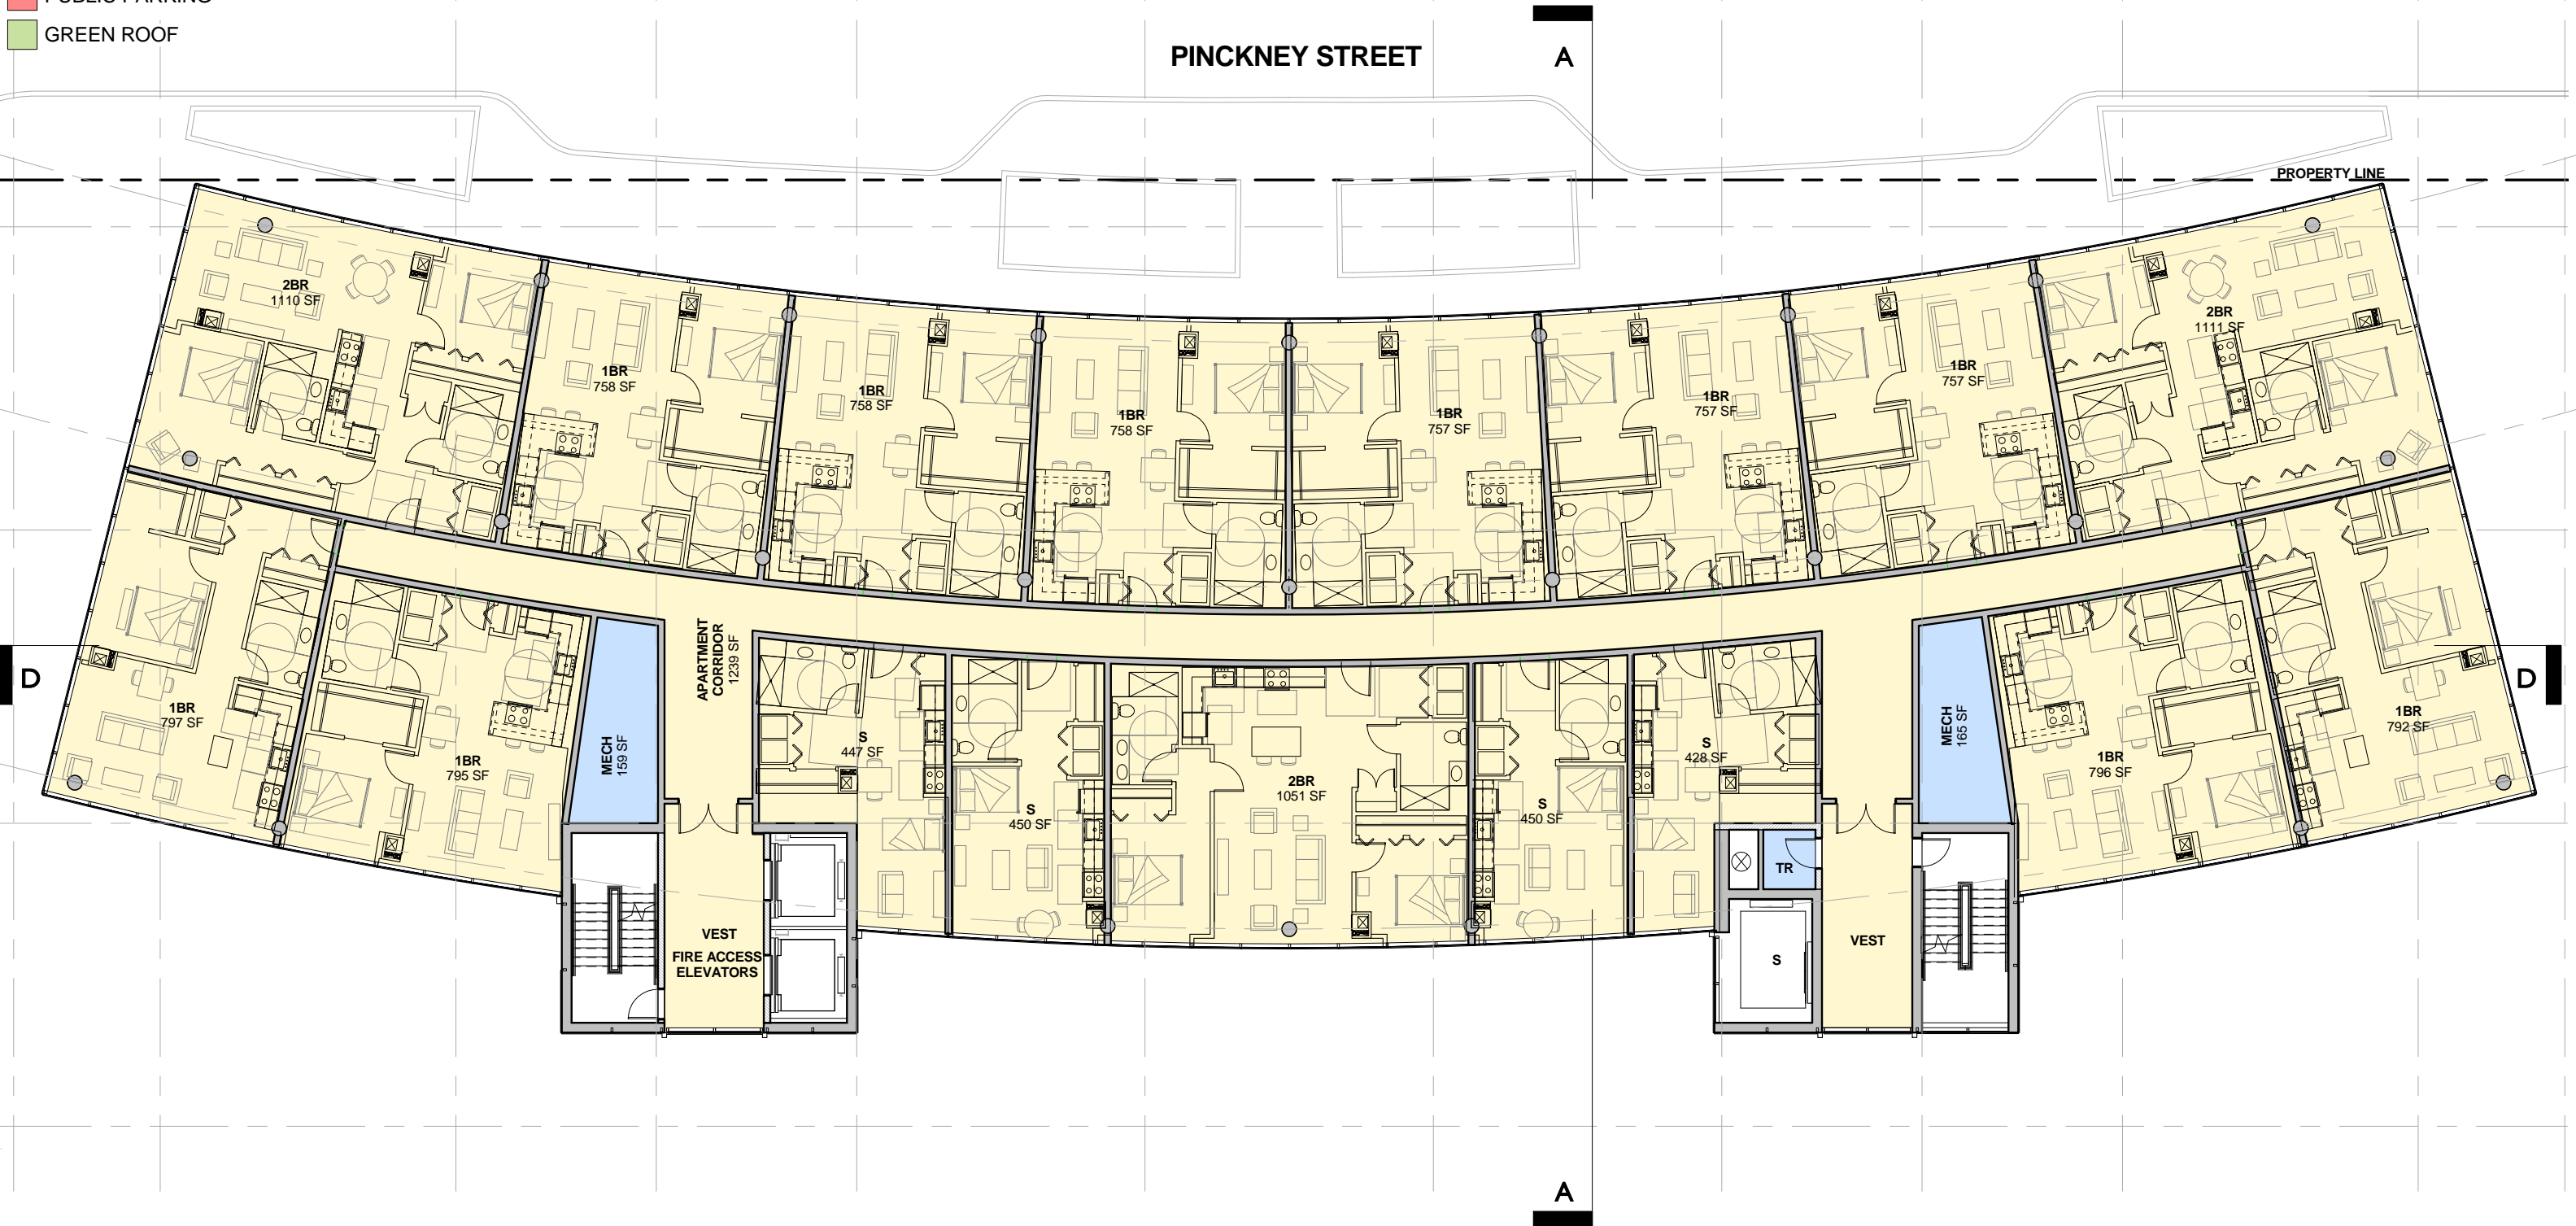 PUBLIC PARKING
GREEN ROOF
PINCKNEY STREET
A
PROPERTY LINE
2BR
1110 SF
1BR
758 SF
1BR
758 SF
1BR
758 SF
1BR
757 SF
1BR
757 SF
1BR
757 SF
2BR
1111 SF
D
1BR
797 SF
1BR
795 SF
MECH
159 SF
APARTMENT
CORRIDOR
1239 SF
S
447 SF
S
450 SF
2BR
1051 SF
S
450 SF
S
428 SF
MECH
165 SF
1BR
796 SF
1BR
792 SF
D
TR
VEST
FIRE ACCESS
ELEVATORS
S
VEST
A